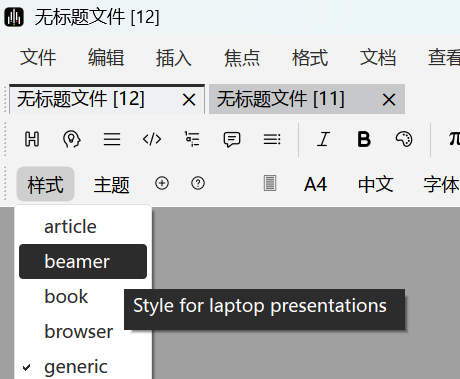 无标题文件 [12]
文件 编辑 插入 焦点 格式 文档 查看
无标题文件 [12] 无标题文件 [11]
I B π
样式 主题 A4 中文 字体
article
beamer
book
Style for laptop presentations
browser
generic